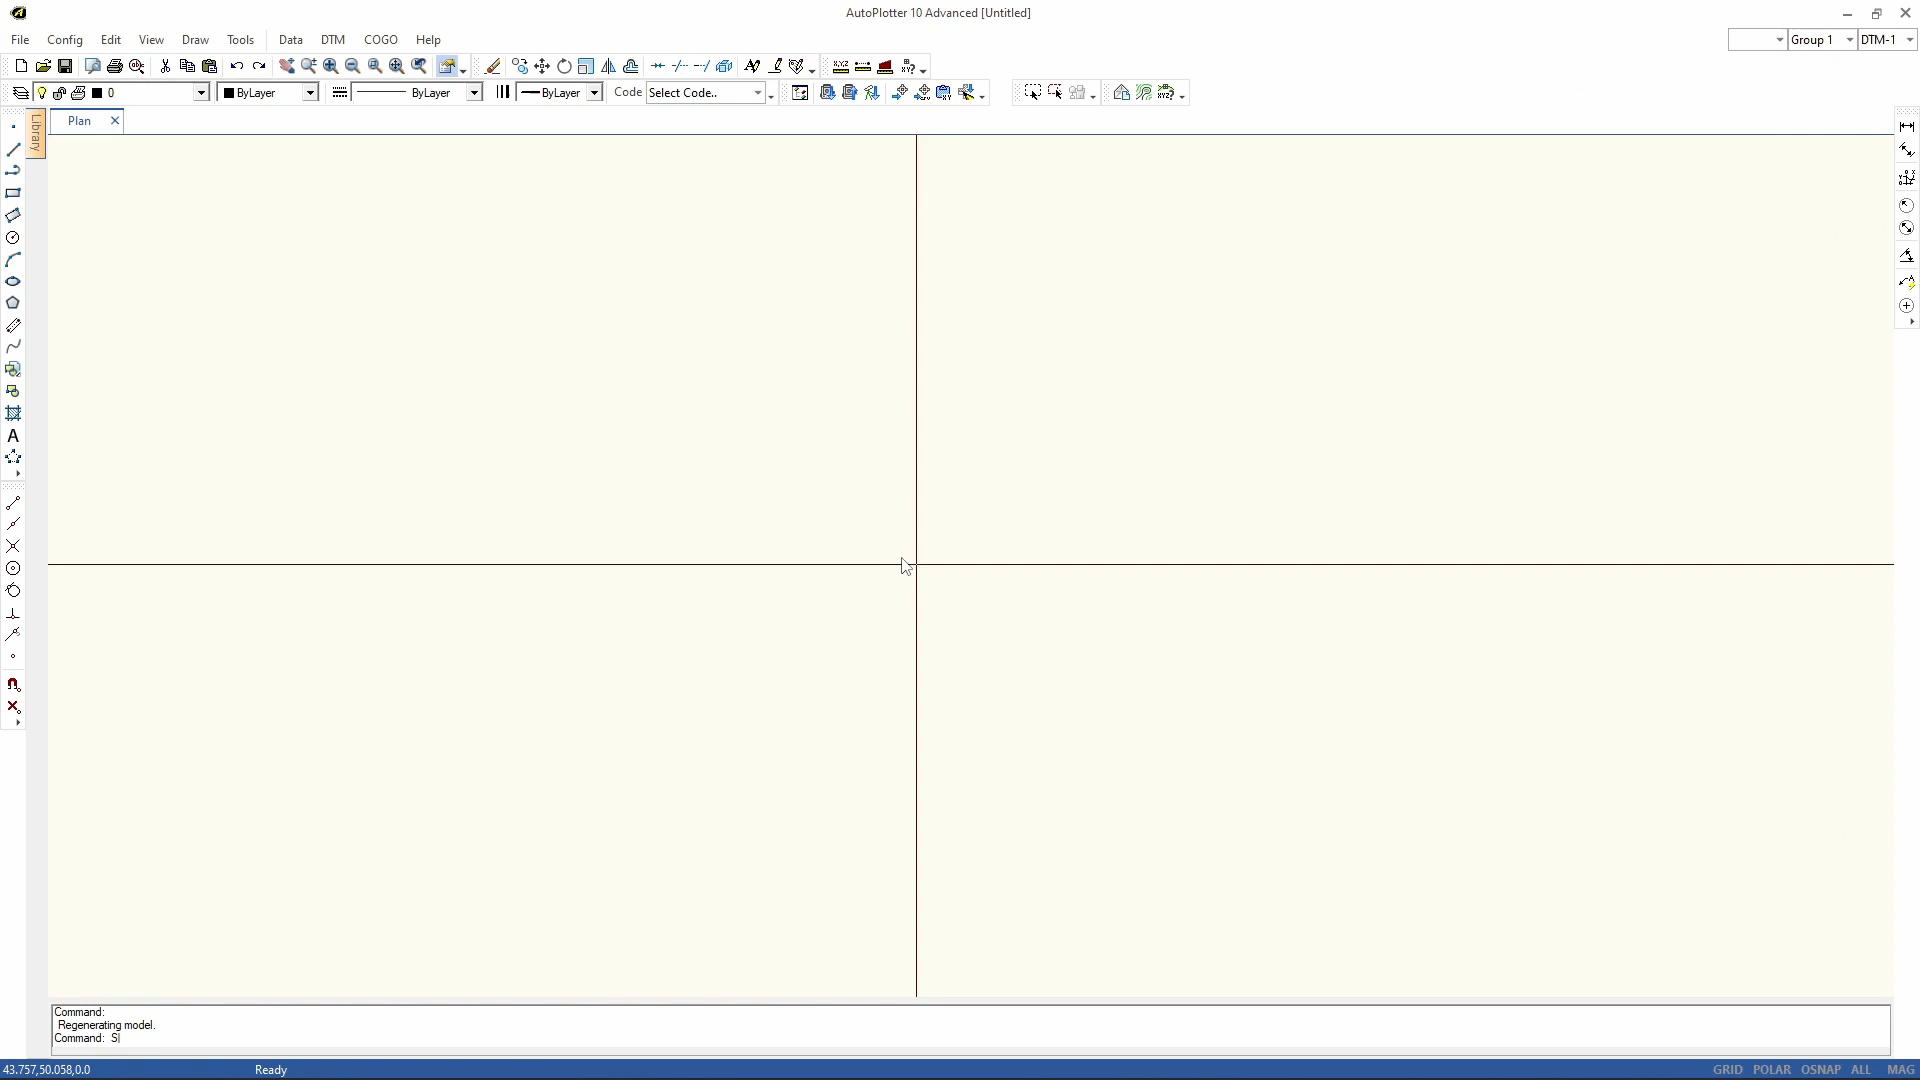 AutoPlotter 10 Advanced [Untitled]
File Config Edit View Draw Tools Data DTM COGO Help
Group 1 DTM-1
0 ByLayer ByLayer ByLayer Code Select Code..
Plan
Library
A
Command:
Regenerating model.
Command: S
43.757,50.058,0.0 Ready GRID POLAR OSNAP ALL MAG